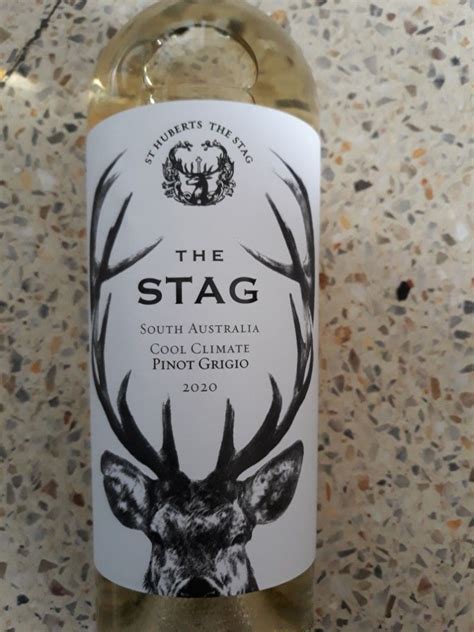 ST HUBERTS THE STAG
THE
STAG
SOUTH AUSTRALIA
COOL CLIMATE
PINOT GRIGIO
2020